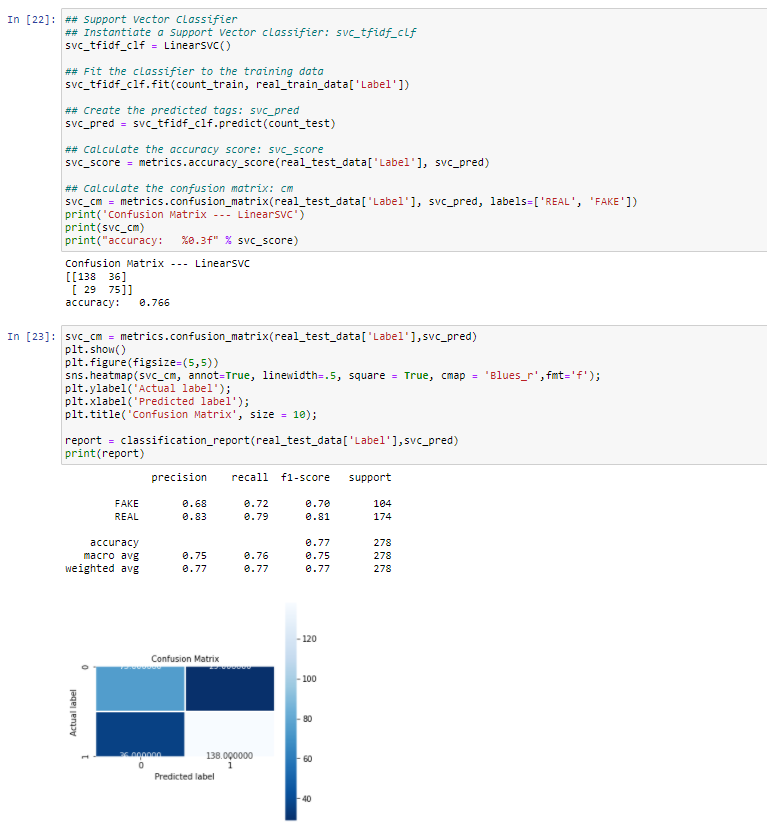 In [22]: ## Support Vector Classifier
## Instantiate a Support Vector classifier: svc_tfidf_clf
svc_tfidf_clf = LinearSVC()
## Fit the classifier to the training data
svc_tfidf_clf.fit(count_train, real_train_data['Label'])
## Create the predicted tags: svc_pred
svc_pred = svc_tfidf_clf.predict(count_test)
## Calculate the accuracy score: svc_score
svc_score = metrics.accuracy_score(real_test_data['Label'], svc_pred)
## Calculate the confusion matrix: cm
svc_cm = metrics.confusion_matrix(real_test_data['Label'], svc_pred, labels=['REAL', 'FAKE'])
print('Confusion Matrix --- LinearSVC')
print(svc_cm)
print("accuracy:   %0.3f" % svc_score)
Confusion Matrix --- LinearSVC
[[138  36]
 [ 29  75]]
accuracy:   0.766
In [23]: svc_cm = metrics.confusion_matrix(real_test_data['Label'],svc_pred)
plt.show()
plt.figure(figsize=(5,5))
sns.heatmap(svc_cm, annot=True, linewidth=.5, square = True, cmap = 'Blues_r',fmt='f');
plt.ylabel('Actual label');
plt.xlabel('Predicted label');
plt.title('Confusion Matrix', size = 10);
report = classification_report(real_test_data['Label'],svc_pred)
print(report)
precision recall f1-score support
FAKE 0.68 0.72 0.70 104
REAL 0.83 0.79 0.81 174
accuracy 0.77 278
macro avg 0.75 0.76 0.75 278
weighted avg 0.77 0.77 0.77 278
Confusion Matrix
0
1
Actual label
36.000000 138.000000
0 1
Predicted label
120
100
80
60
40